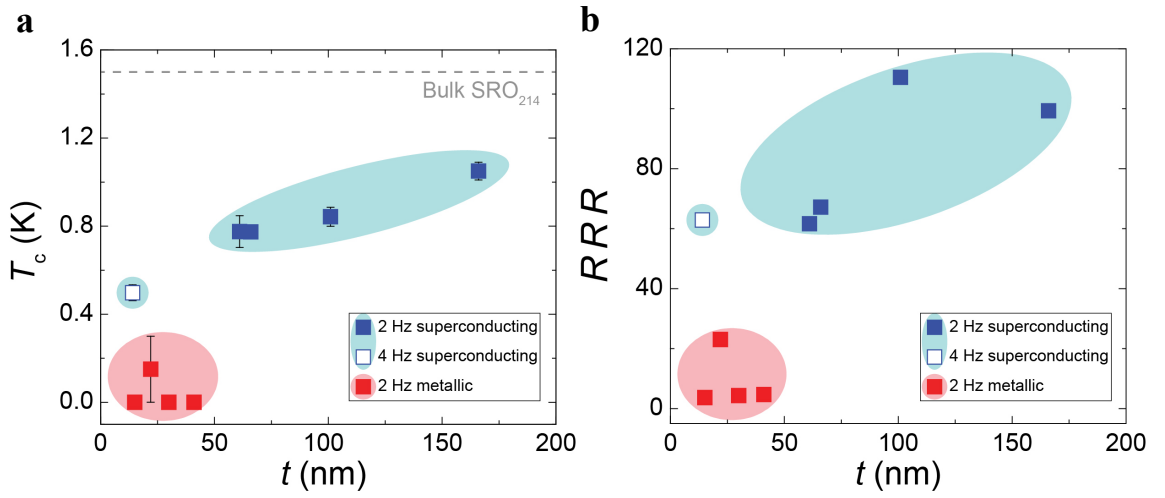 a
1.6
1.2
0.8
0.4
0.0
T_c (K)
Bulk SRO_214
2 Hz superconducting
4 Hz superconducting
2 Hz metallic
0
50
100
150
200
t (nm)
b
120
80
40
0
RRR
2 Hz superconducting
4 Hz superconducting
2 Hz metallic
0
50
100
150
200
t (nm)